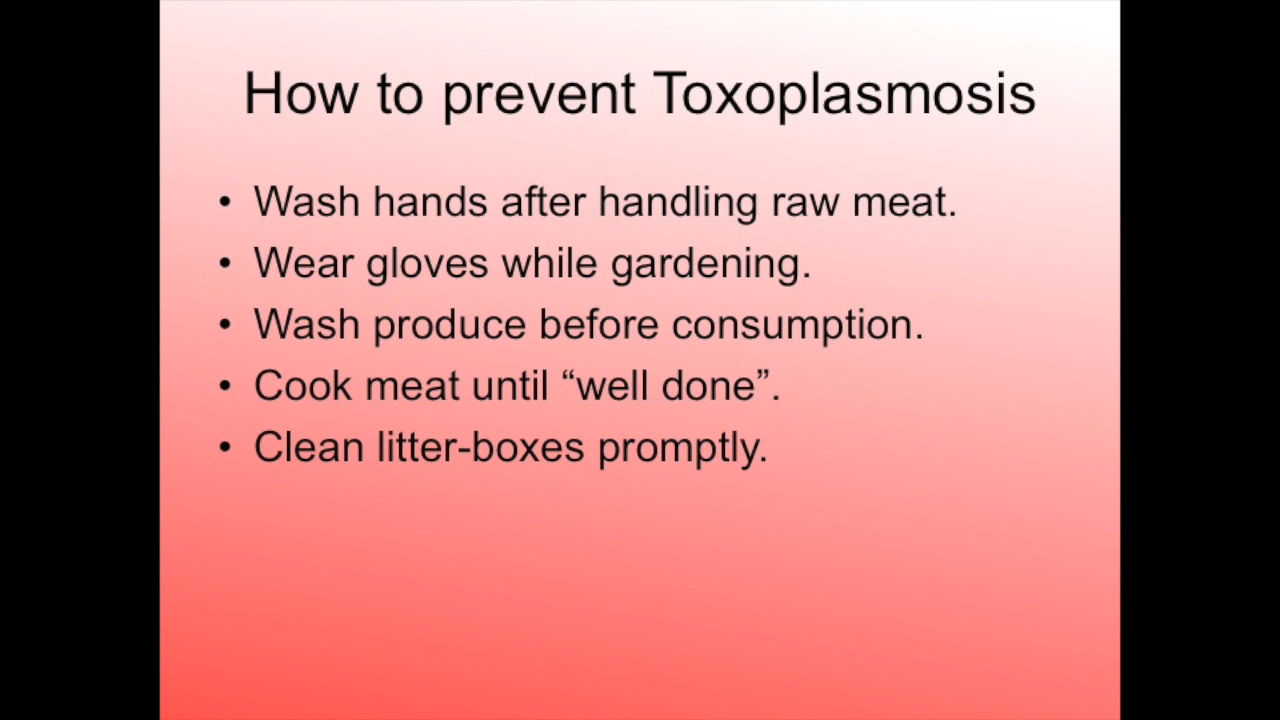 How to prevent Toxoplasmosis
• Wash hands after handling raw meat.
• Wear gloves while gardening.
• Wash produce before consumption.
• Cook meat until “well done”.
• Clean litter-boxes promptly.